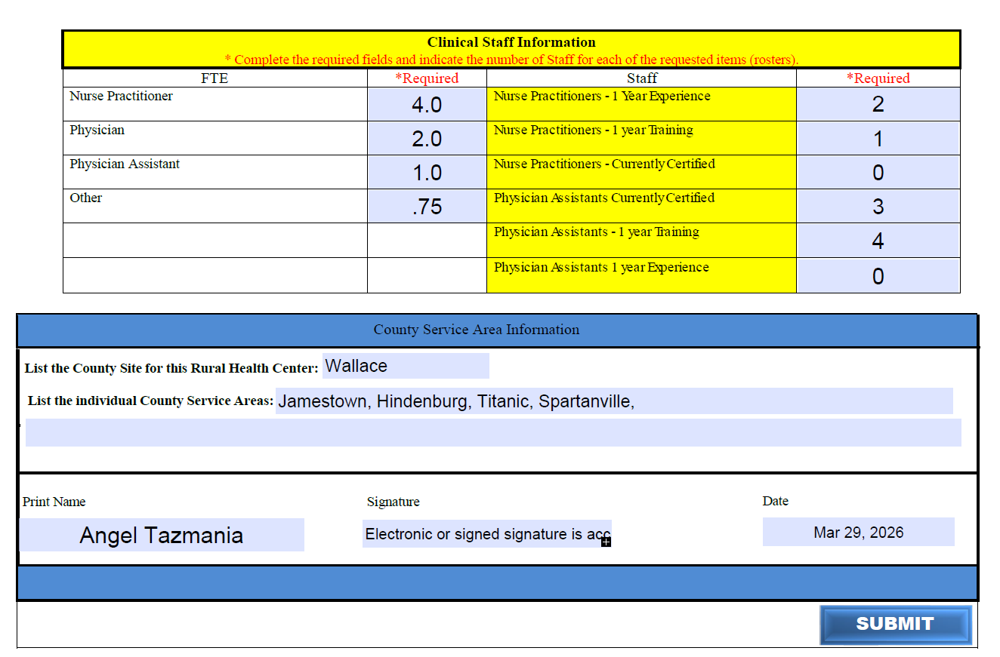 Clinical Staff Information
* Complete the required fields and indicate the number of Staff for each of the requested items (rosters).
FTE *Required Staff *Required
Nurse Practitioner 4.0 Nurse Practitioners - 1 Year Experience 2
Physician 2.0 Nurse Practitioners - 1 year Training 1
Physician Assistant 1.0 Nurse Practitioners - Currently Certified 0
Other .75 Physician Assistants Currently Certified 3
Physician Assistants - 1 year Training 4
Physician Assistants 1 year Experience 0
County Service Area Information
List the County Site for this Rural Health Center: Wallace
List the individual County Service Areas: Jamestown, Hindenburg, Titanic, Spartanville,
Print Name Signature Date
Angel Tazmania Electronic or signed signature is acc Mar 29, 2026
SUBMIT